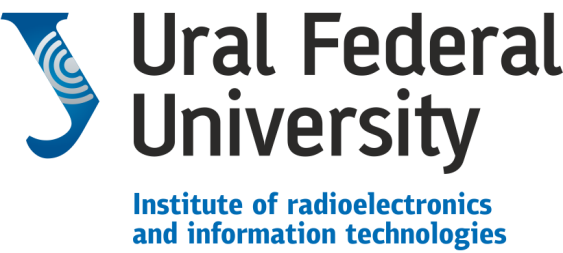 Ural Federal
University
Institute of radioelectronics
and information technologies